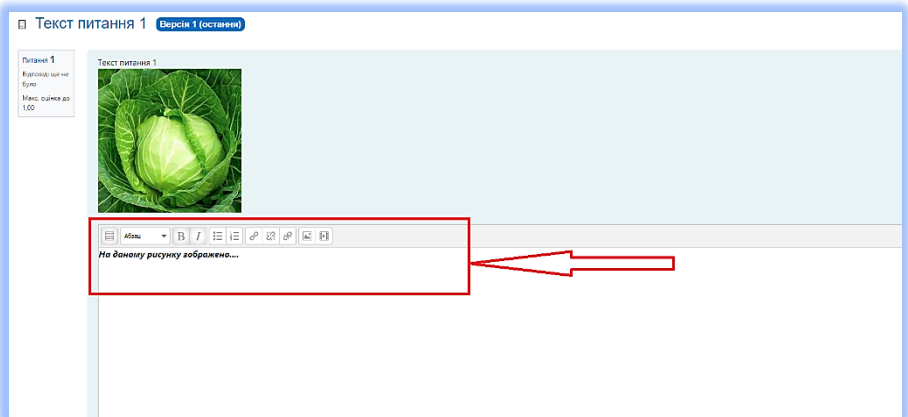 Текст питання 1 Версія 1 (остання)
Питання 1
Відповіді ще не
було
Макс. оцінка до
1,00
Текст питання 1
Абзац B I
На даному рисунку зображено....